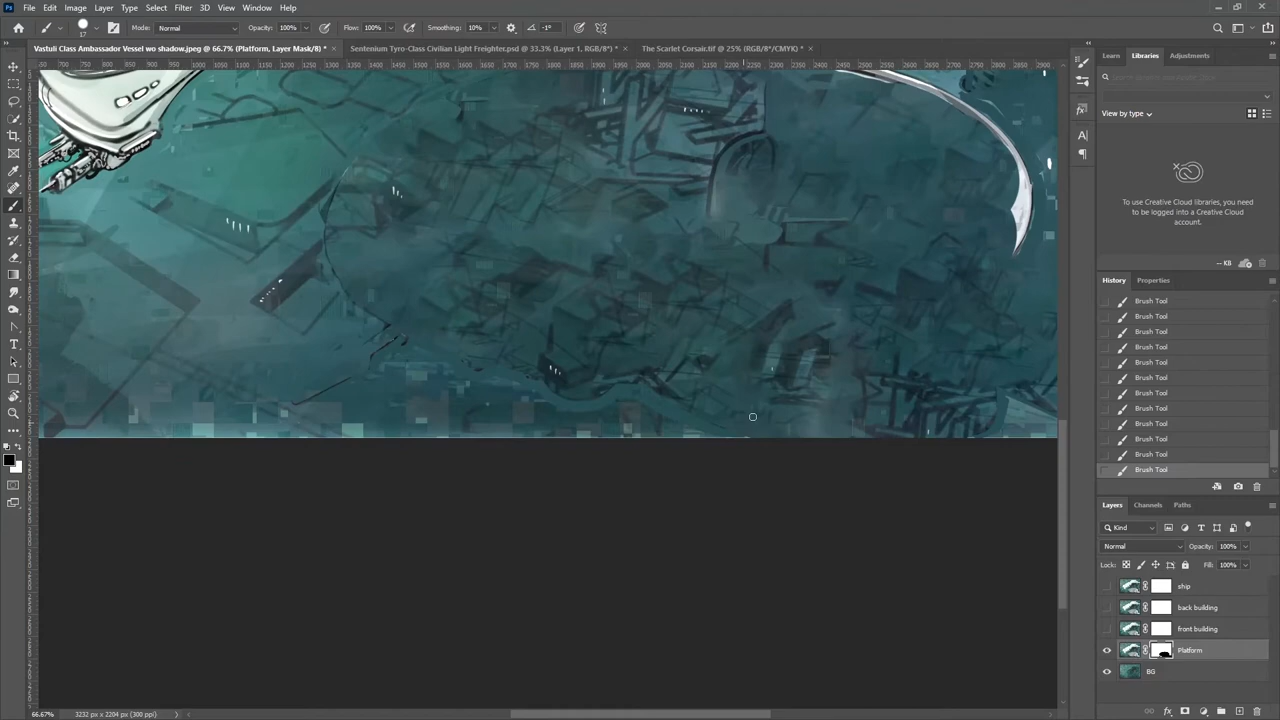 Ps File Edit Image Layer Type Select Filter 3D View Plugins Window Help
17 Mode: Normal Opacity: 100% Flow: 100% Smoothing: 10% -1°
Vastuli Class Ambassador Vessel wo shadow.jpeg @ 66.7% (Platform, Layer Mask/8) * × Sentenium Tyro-Class Civilian Light Freighter.psd @ 33.3% (Layer 1, RGB/8*) * × The Scarlet Corsair.tif @ 25% (RGB/8*/CMYK) * ×
Learn Libraries Adjustments
View by type
To use Creative Cloud libraries, you
need to be logged into a Creative
Cloud account.
-- KB
History Properties
Brush Tool
Brush Tool
Brush Tool
Brush Tool
Brush Tool
Brush Tool
Brush Tool
Brush Tool
Brush Tool
Brush Tool
Brush Tool
Brush Tool
Layers Channels Paths
Kind
Normal Opacity: 100%
Lock: Fill: 100%
ship
back building
front building
Platform
BG
66.67% 3232 px x 2204 px (300 ppi)